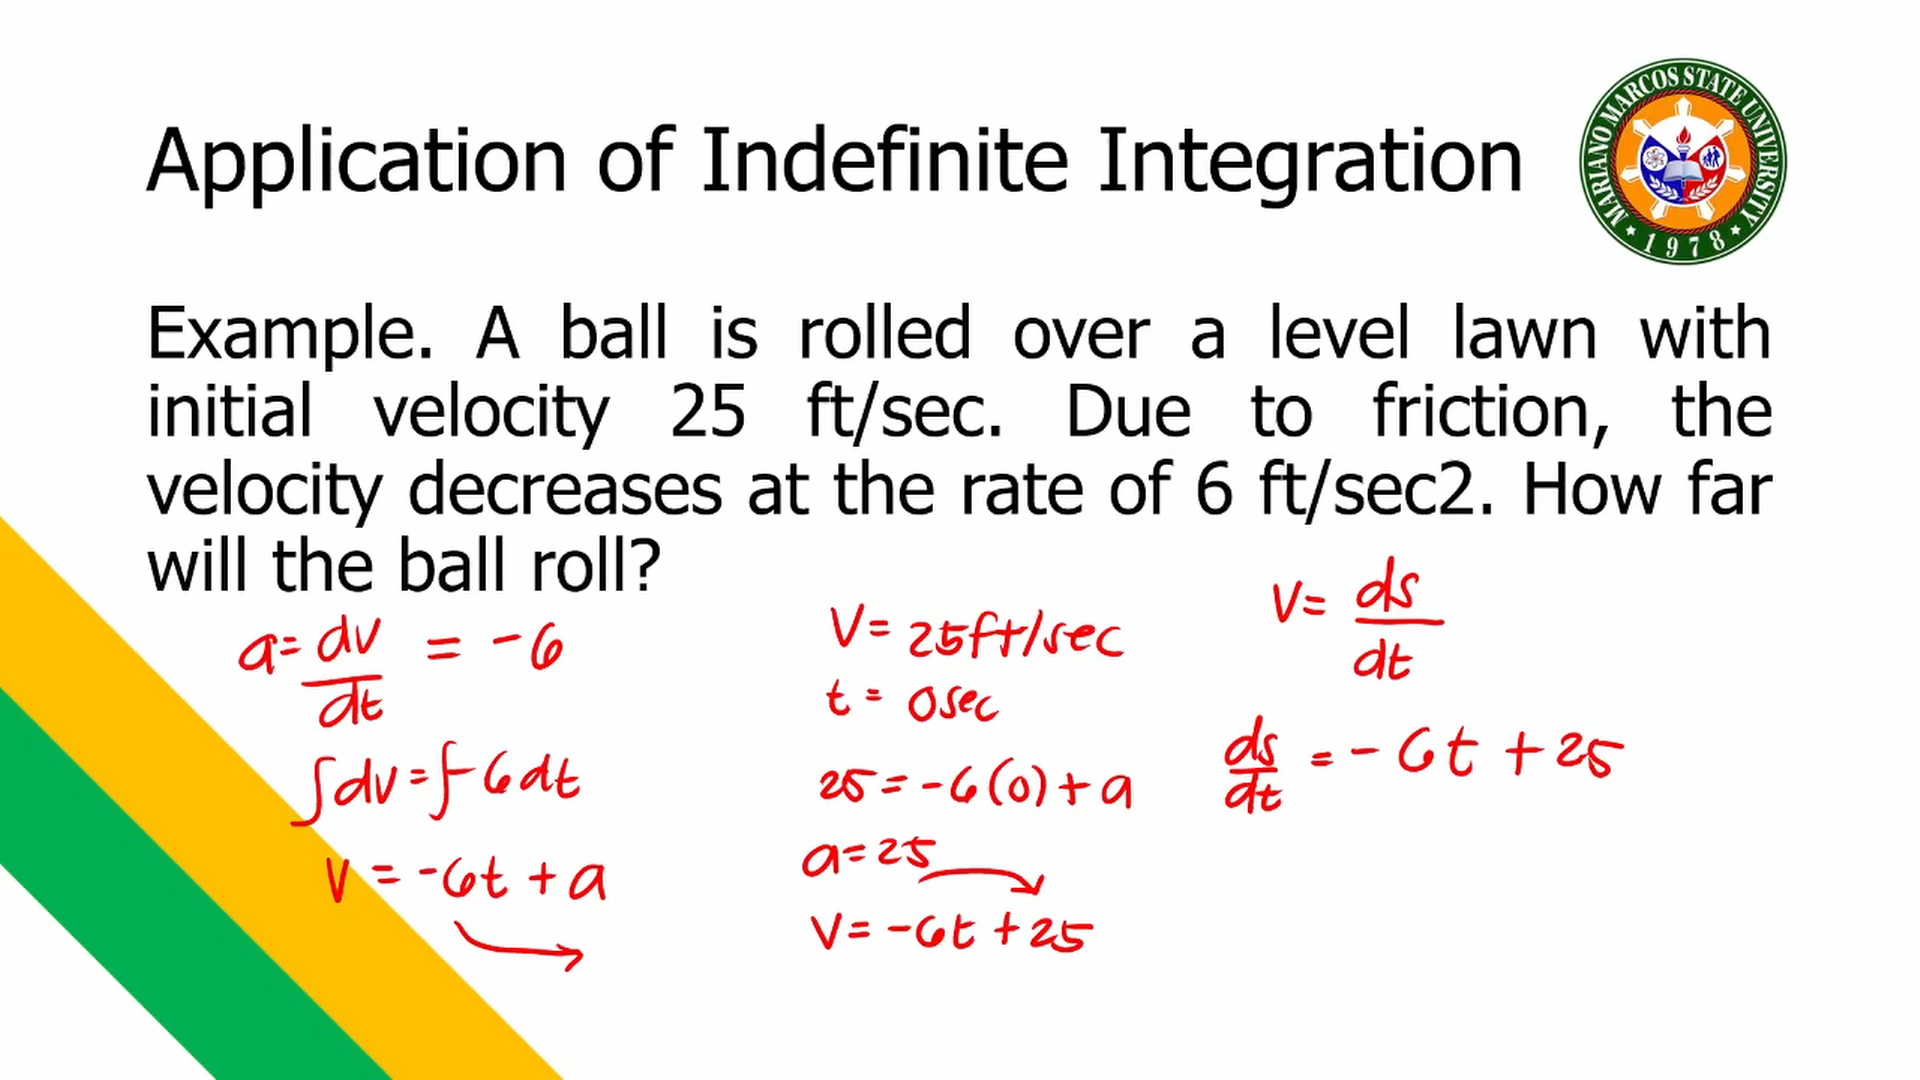 Application of Indefinite Integration
MARIANO MARCOS STATE UNIVERSITY
1978
Example. A ball is rolled over a level lawn with
initial velocity 25 ft/sec. Due to friction, the
velocity decreases at the rate of 6 ft/sec2. How far
will the ball roll?
a = dv/dt = -6
∫dv = ∫-6dt
V = -6t + a
V = 25ft/sec
t = 0sec
25 = -6(0) + a
a = 25
V = -6t + 25
V = ds/dt
ds/dt = -6t + 25